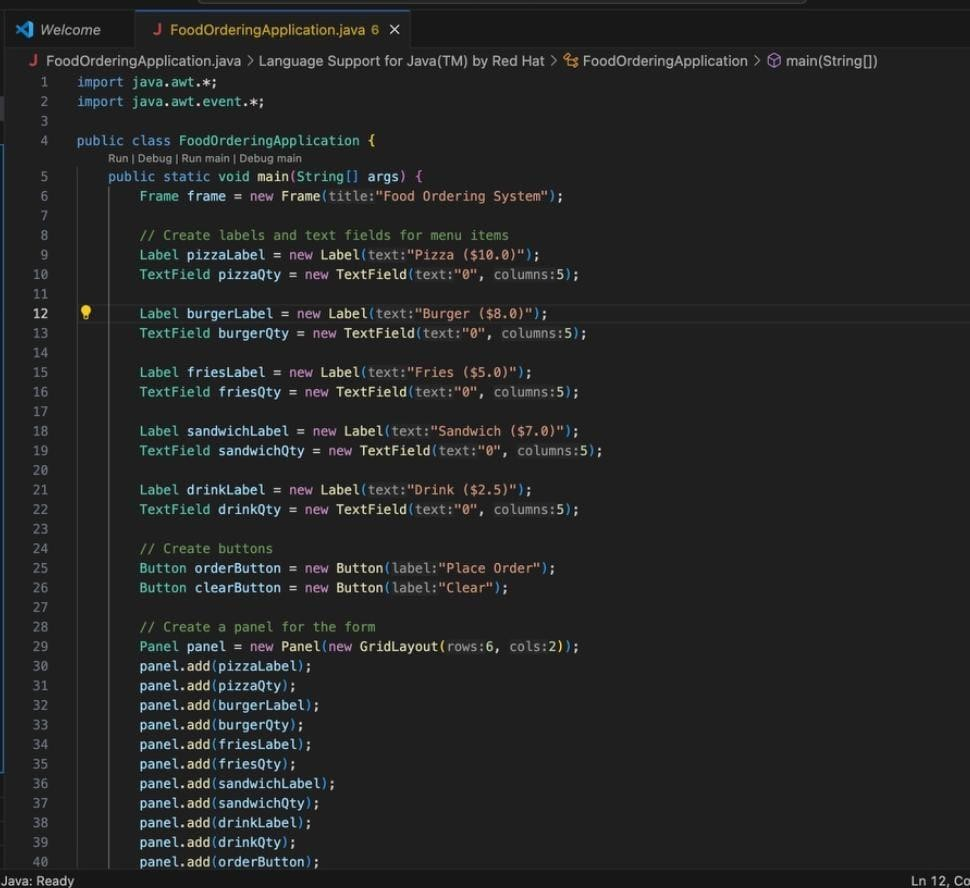 Welcome
J FoodOrderingApplication.java 6 ×
J FoodOrderingApplication.java > Language Support for Java(TM) by Red Hat > FoodOrderingApplication > main(String[])
1 import java.awt.*;
2 import java.awt.event.*;
3
4 public class FoodOrderingApplication {
Run | Debug | Run main | Debug main
5 public static void main(String[] args) {
6 Frame frame = new Frame(title:"Food Ordering System");
7
8 // Create labels and text fields for menu items
9 Label pizzaLabel = new Label(text:"Pizza ($10.0)");
10 TextField pizzaQty = new TextField(text:"0", columns:5);
11
12 Label burgerLabel = new Label(text:"Burger ($8.0)");
13 TextField burgerQty = new TextField(text:"0", columns:5);
14
15 Label friesLabel = new Label(text:"Fries ($5.0)");
16 TextField friesQty = new TextField(text:"0", columns:5);
17
18 Label sandwichLabel = new Label(text:"Sandwich ($7.0)");
19 TextField sandwichQty = new TextField(text:"0", columns:5);
20
21 Label drinkLabel = new Label(text:"Drink ($2.5)");
22 TextField drinkQty = new TextField(text:"0", columns:5);
23
24 // Create buttons
25 Button orderButton = new Button(label:"Place Order");
26 Button clearButton = new Button(label:"Clear");
27
28 // Create a panel for the form
29 Panel panel = new Panel(new GridLayout(rows:6, cols:2));
30 panel.add(pizzaLabel);
31 panel.add(pizzaQty);
32 panel.add(burgerLabel);
33 panel.add(burgerQty);
34 panel.add(friesLabel);
35 panel.add(friesQty);
36 panel.add(sandwichLabel);
37 panel.add(sandwichQty);
38 panel.add(drinkLabel);
39 panel.add(drinkQty);
40 panel.add(orderButton);
Java: Ready
Ln 12, Co